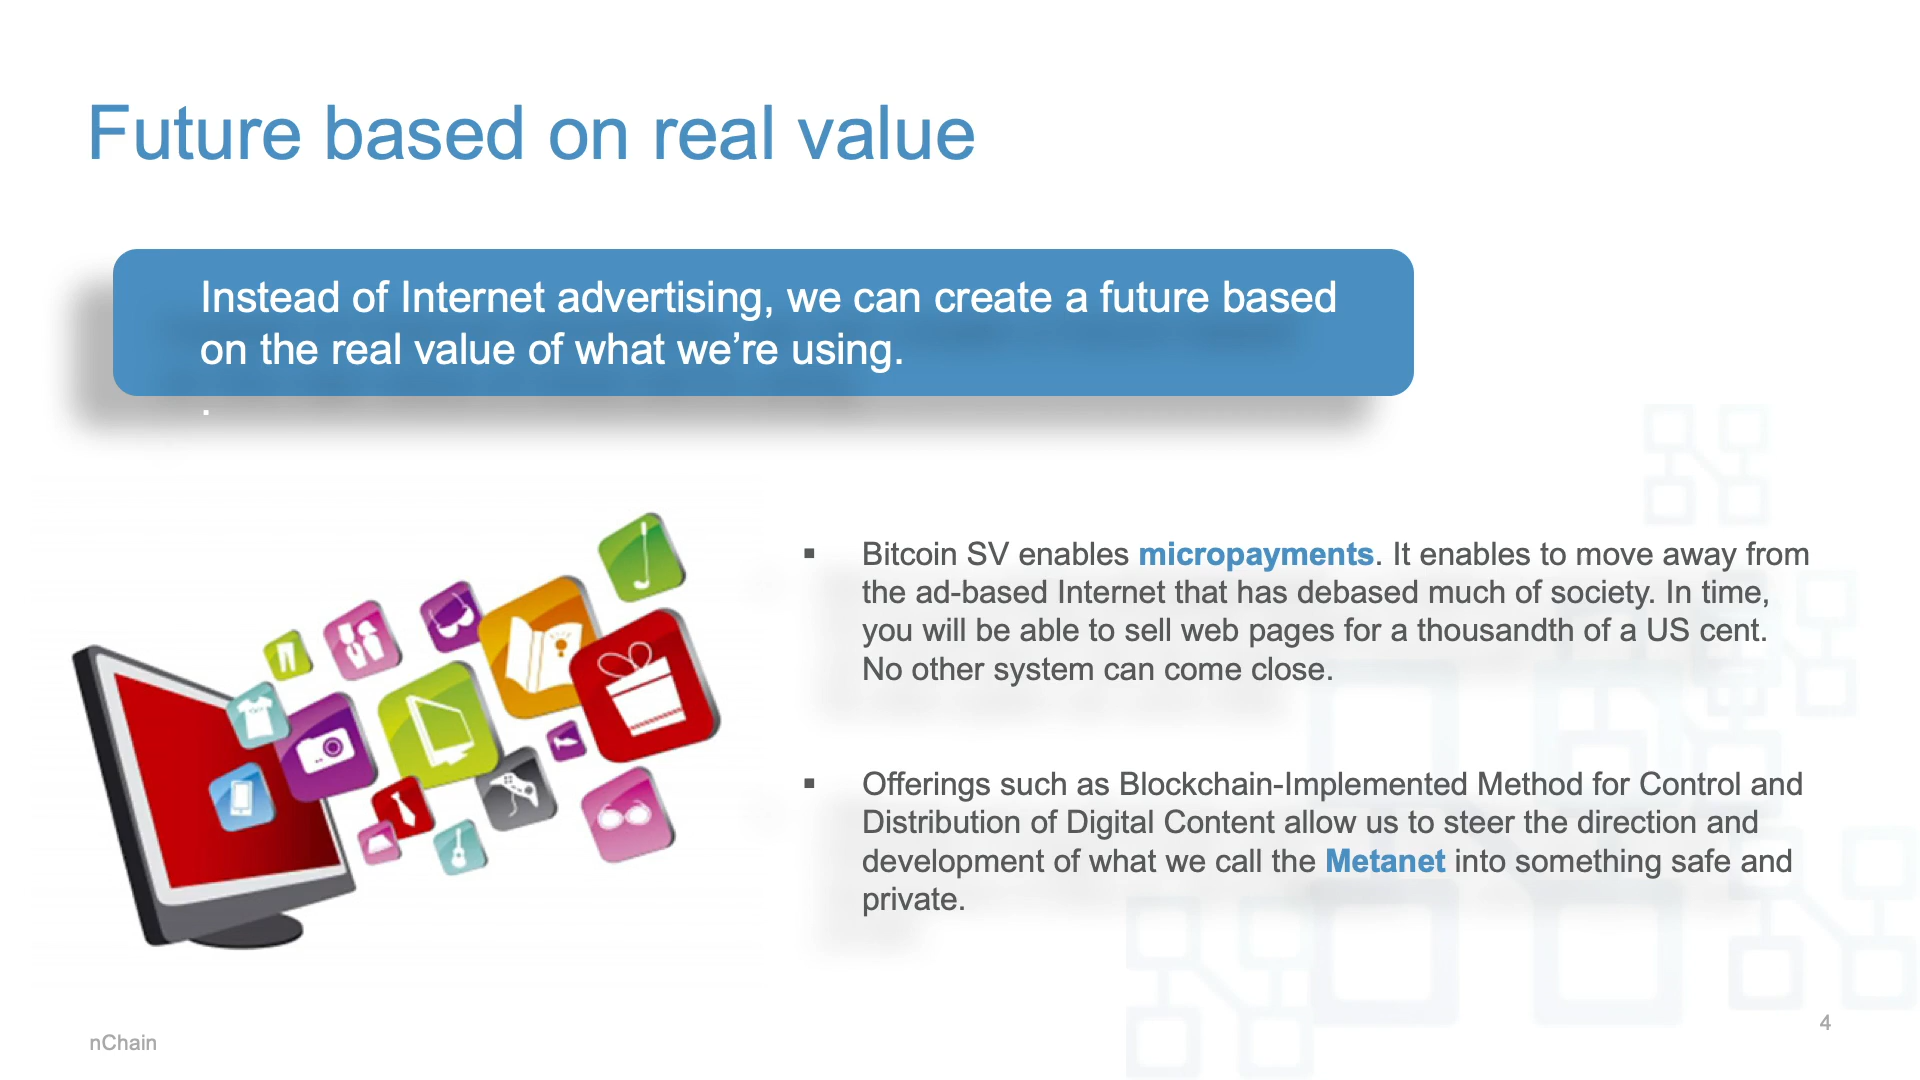 Future based on real value
Instead of Internet advertising, we can create a future based
on the real value of what we’re using.
.
▪ Bitcoin SV enables micropayments. It enables to move away from
the ad-based Internet that has debased much of society. In time,
you will be able to sell web pages for a thousandth of a US cent.
No other system can come close.
▪ Offerings such as Blockchain-Implemented Method for Control and
Distribution of Digital Content allow us to steer the direction and
development of what we call the Metanet into something safe and
private.
nChain
4